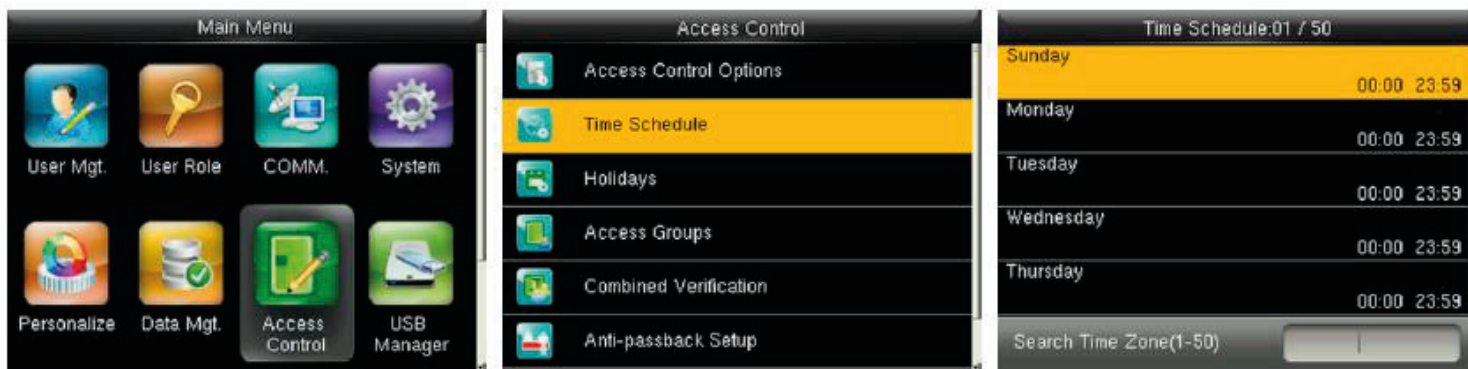 Main Menu
User Mgt.
User Role
COMM.
System
Personalize
Data Mgt.
Access
Control
USB
Manager
Access Control
Access Control Options
Time Schedule
Holidays
Access Groups
Combined Verification
Anti-passback Setup
Time Schedule:01 / 50
Sunday
00:00 23:59
Monday
00:00 23:59
Tuesday
00:00 23:59
Wednesday
00:00 23:59
Thursday
00:00 23:59
Search Time Zone(1-50)